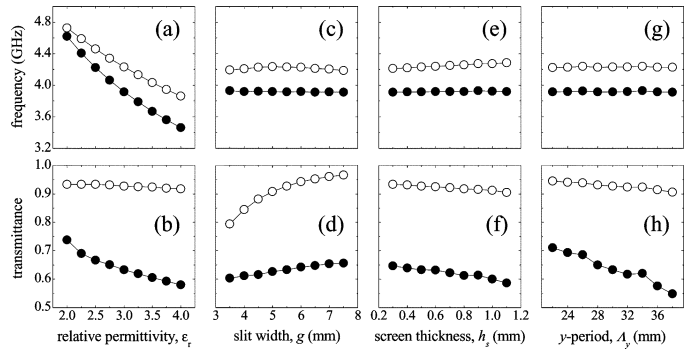 (a) (c) (e) (g)
frequency (GHz)
4.8
4.4
4.0
3.6
3.2
(b) (d) (f) (h)
transmittance
1.0
0.9
0.8
0.7
0.6
0.5
2.0 2.5 3.0 3.5 4.0
relative permittivity, εr
4 5 6 7
slit width, g (mm)
0.2 0.4 0.6 0.8 1.0 1.2
screen thickness, hs (mm)
24 28 32 36
y-period, Λy (mm)